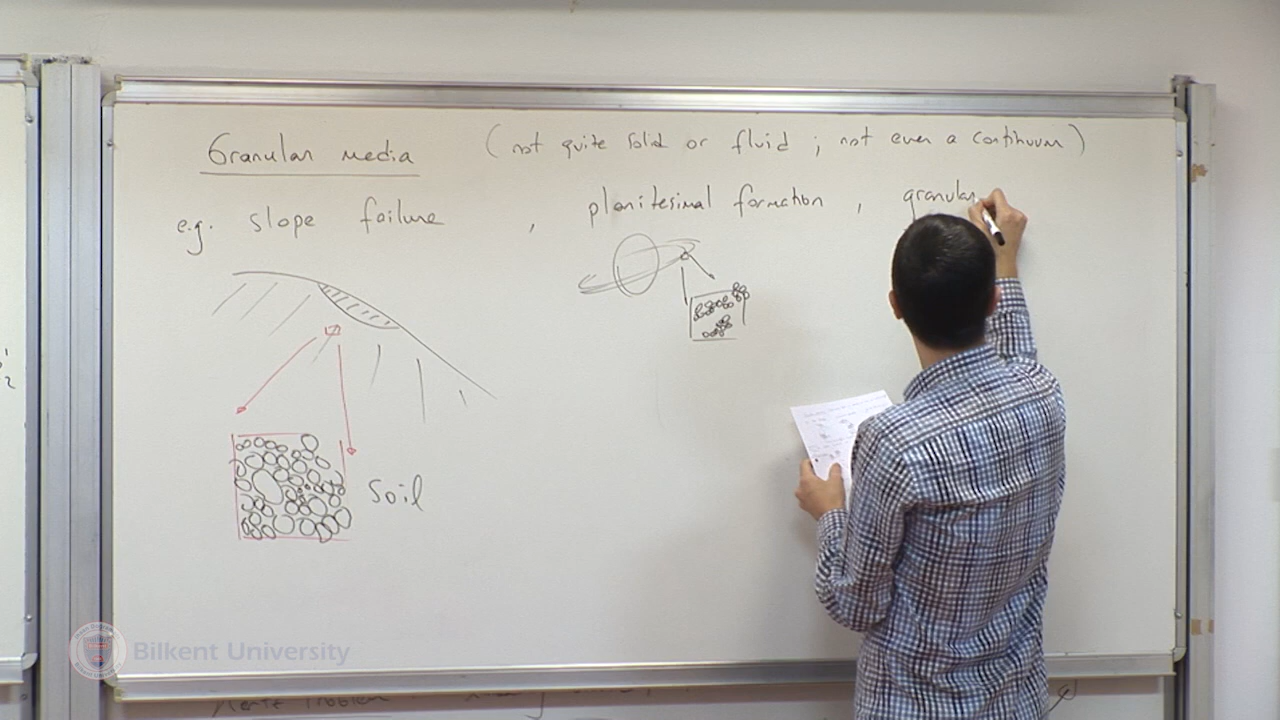 Granular media (not quite solid or fluid ; not even a continuum)
e.g. slope failure , planitesimal formation , granular
Soil
Bilkent University